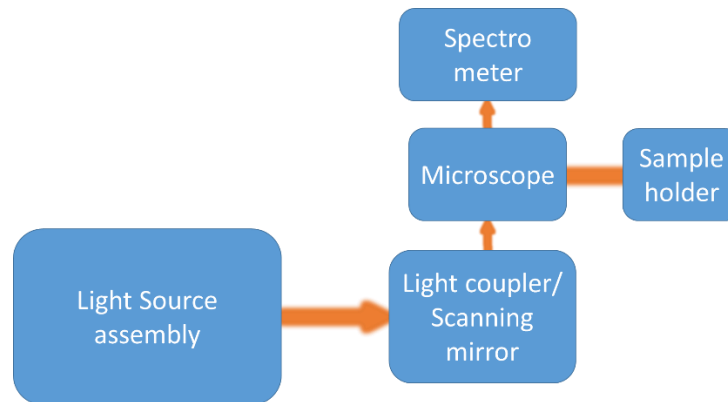 Spectro
meter
Microscope
Sample
holder
Light Source
assembly
Light coupler/
Scanning
mirror